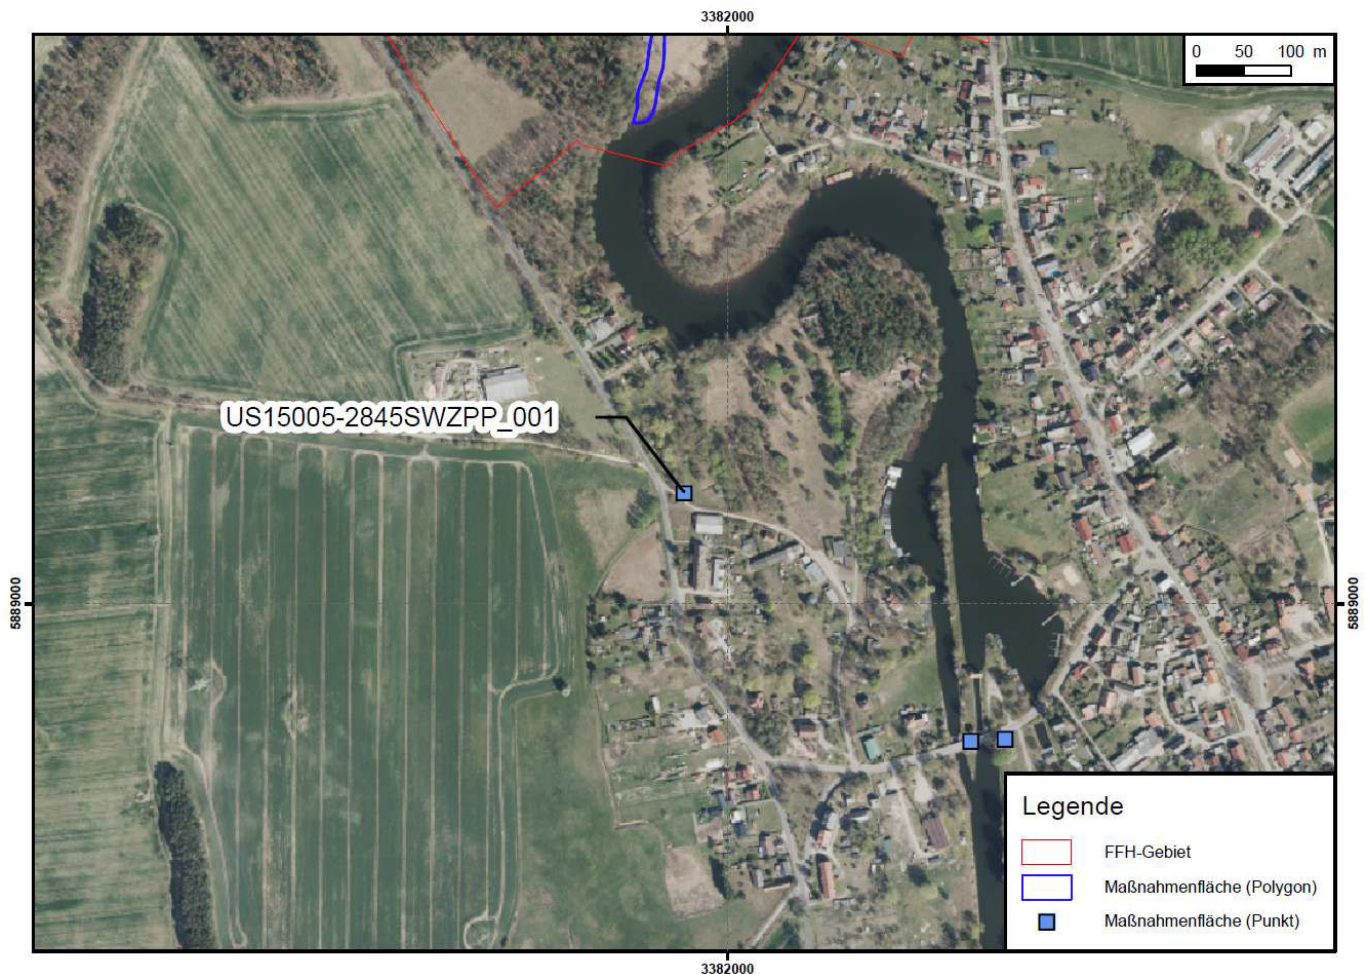 3382000
0 50 100 m
US15005-2845SWZPP_001
5889000
5889000
Legende
FFH-Gebiet
Maßnahmenfläche (Polygon)
Maßnahmenfläche (Punkt)
3382000